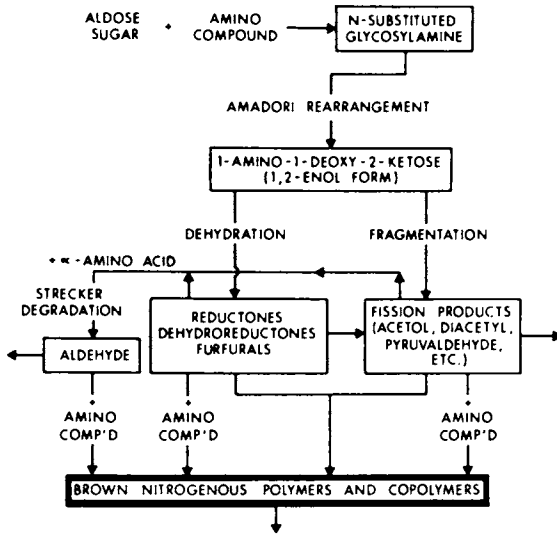 ALDOSE SUGAR + AMINO COMPOUND
N-SUBSTITUTED
GLYCOSYLAMINE
AMADORI REARRANGEMENT
1-AMINO-1-DEOXY-2-KETOSE
(1,2-ENOL FORM)
DEHYDRATION
FRAGMENTATION
+ ∝-AMINO ACID
STRECKER
DEGRADATION
REDUCTONES
DEHYDROREDUCTONES
FURFURALS
FISSION PRODUCTS
(ACETOL, DIACETYL,
PYRUVALDEHYDE,
ETC.)
ALDEHYDE
+
AMINO
COMP'D
+
AMINO
COMP'D
+
AMINO
COMP'D
BROWN NITROGENOUS POLYMERS AND COPOLYMERS